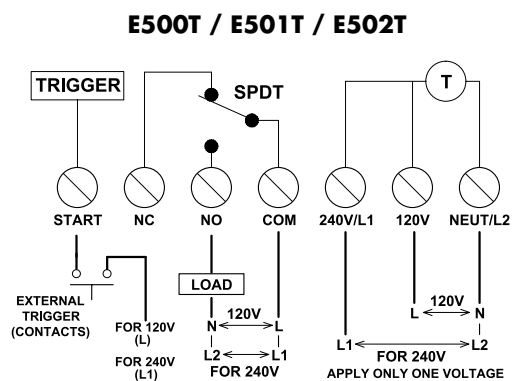 E500T / E501T / E502T
TRIGGER
SPDT
T
START
NC
NO
COM
240V/L1
120V
NEUT/L2
EXTERNAL
TRIGGER
(CONTACTS)
FOR 120V
(L)
FOR 240V
(L1)
LOAD
N 120V L
L2 L1
FOR 240V
L 120V N
L1 L2
FOR 240V
APPLY ONLY ONE VOLTAGE